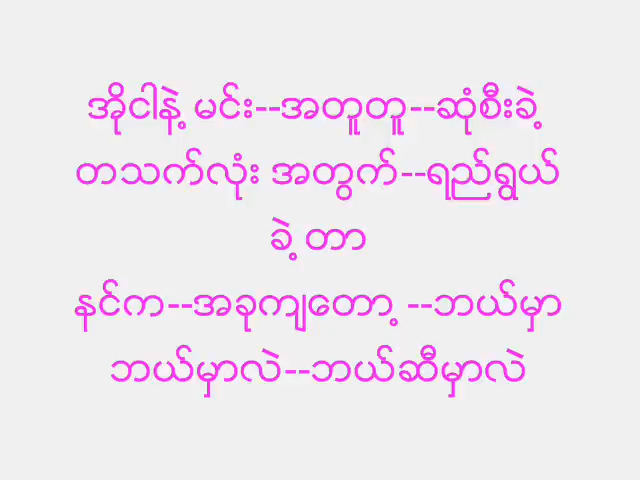 အိုငါနဲ့ မင်း--အတူတူ--ဆုံစီးခဲ့
တသက်လုံး အတွက်--ရည်ရွယ်
ခဲ့ တာ
နင်က--အခုကျတော့ --ဘယ်မှာ
ဘယ်မှာလဲ--ဘယ်ဆီမှာလဲ